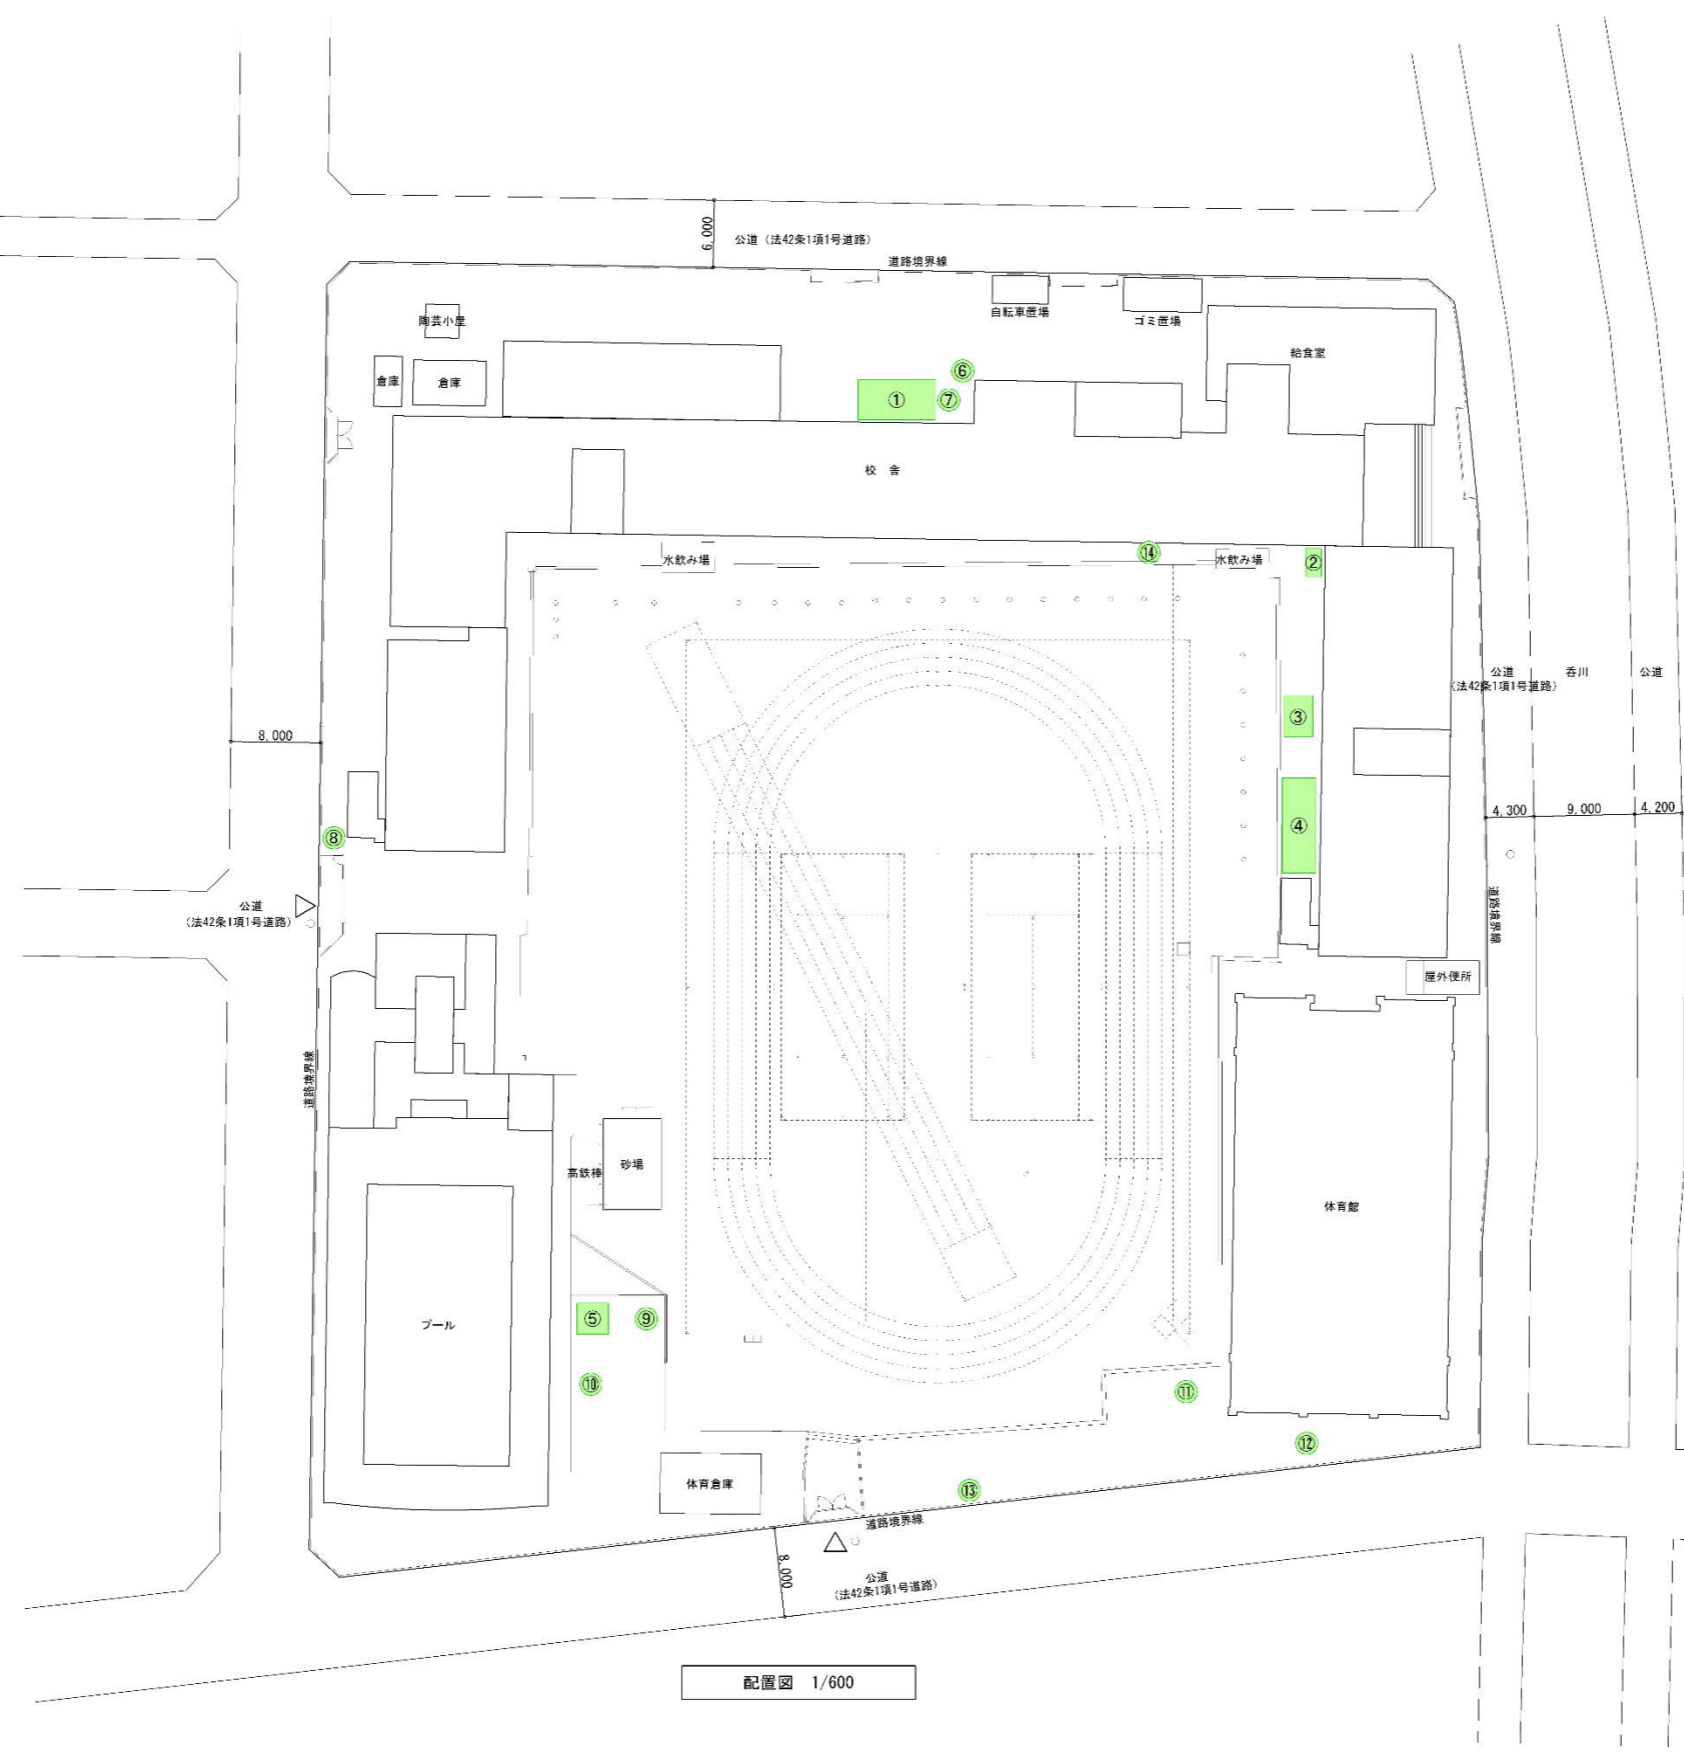 6,000
公道（法42条1項1号道路）
道路境界線
陶芸小屋
自転車置場
ゴミ置場
給食室
倉庫
倉庫
⑥
①
⑦
校　舎
水飲み場
⑭
水飲み場
②
公道
(法42条1項1号道路)
呑川
公道
③
8,000
4,300
9,000
4,200
④
⑧
公道
(法42条1項1号道路)
道路境界線
屋外便所
道路境界線
高鉄棒
砂場
体育館
プール
⑤
⑨
⑩
⑪
⑫
体育倉庫
⑬
道路境界線
8,000
公道
(法42条1項1号道路)
配置図　1/600